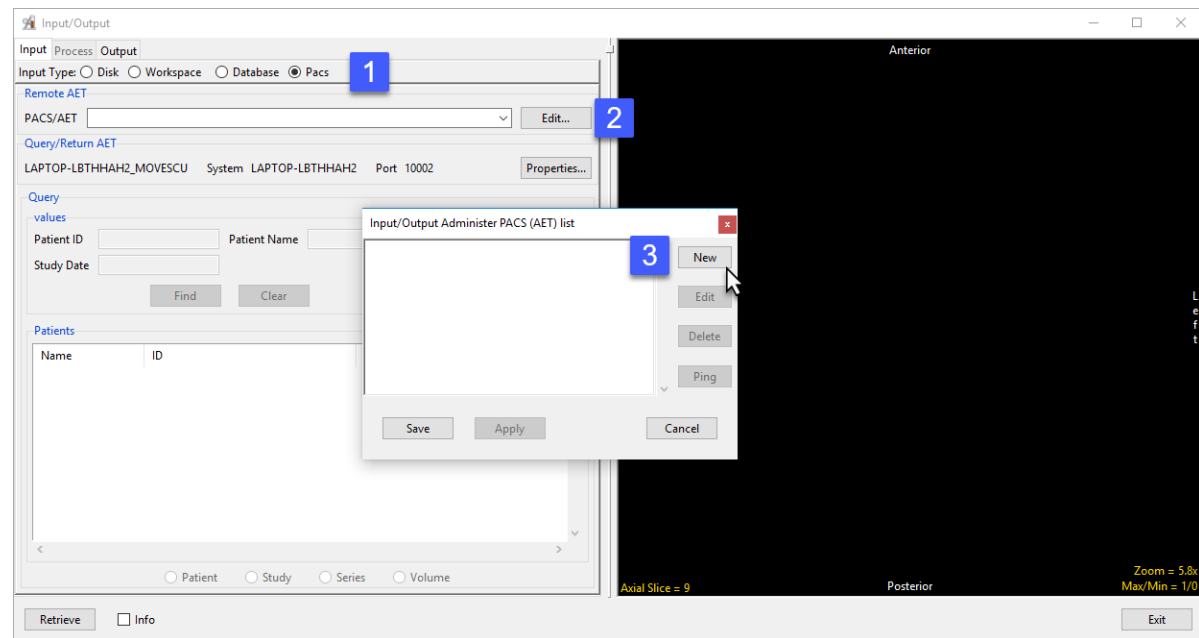 Input/Output
Input Process Output
Input Type: Disk Workspace Database Pacs
1
Remote AET
PACS/AET Edit...
2
Query/Return AET
LAPTOP-LBTHHAH2_MOVESCU System LAPTOP-LBTHHAH2 Port 10002 Properties...
Query
values
Patient ID Patient Name
Study Date
Find Clear
Patients
Name ID
Patient Study Series Volume
Retrieve Info
Input/Output Administer PACS (AET) list
x
3
New
Edit
Delete
Ping
Save Apply Cancel
Anterior
Left
Zoom = 5.8x
Axial Slice = 9 Posterior Max/Min = 1/0
Exit